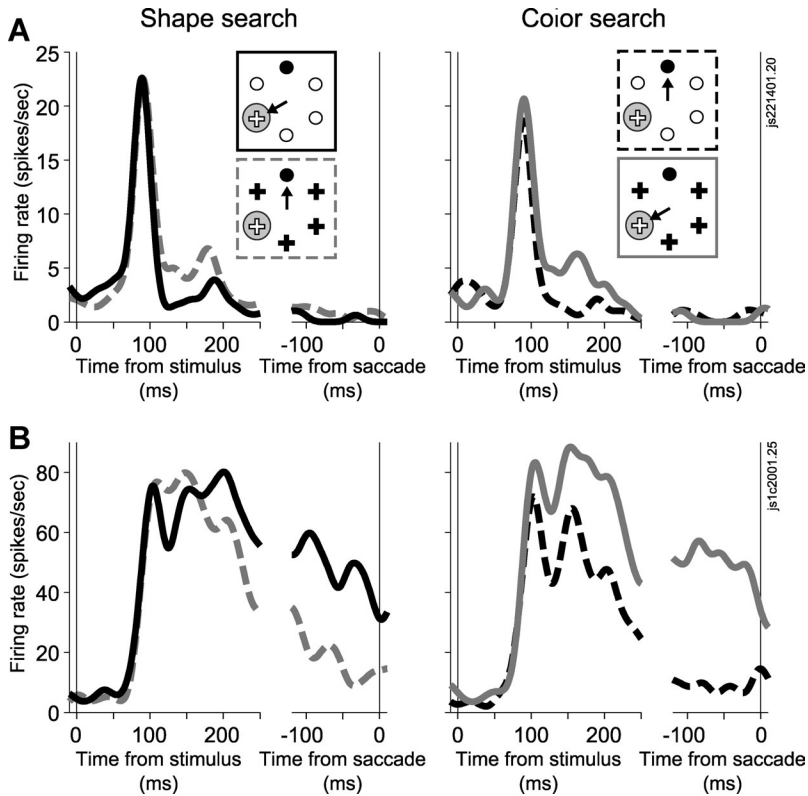 Shape search
Color search
A
Firing rate (spikes/sec)
25
20
15
10
5
0
0 100 200 -100 0
Time from stimulus Time from saccade
(ms) (ms)
0 100 200 -100 0
Time from stimulus Time from saccade
(ms) (ms)
js221401.20
B
Firing rate (spikes/sec)
80
60
40
20
0
0 100 200 -100 0
Time from stimulus Time from saccade
(ms) (ms)
0 100 200 -100 0
Time from stimulus Time from saccade
(ms) (ms)
js1c2001.25